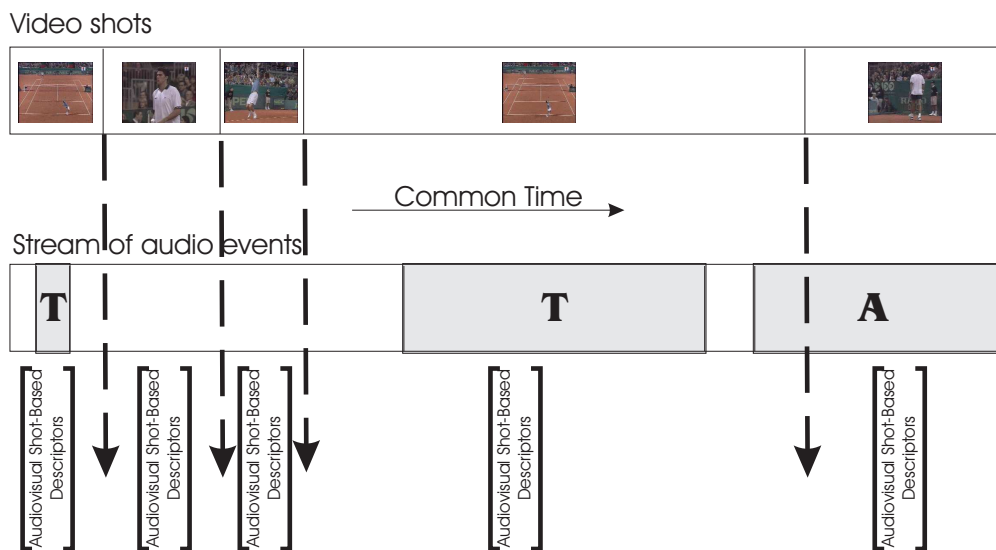 Video shots
Common Time
Stream of audio events
T
T
A
Audiovisual Shot-Based
Descriptors
Audiovisual Shot-Based
Descriptors
Audiovisual Shot-Based
Descriptors
Audiovisual Shot-Based
Descriptors
Audiovisual Shot-Based
Descriptors